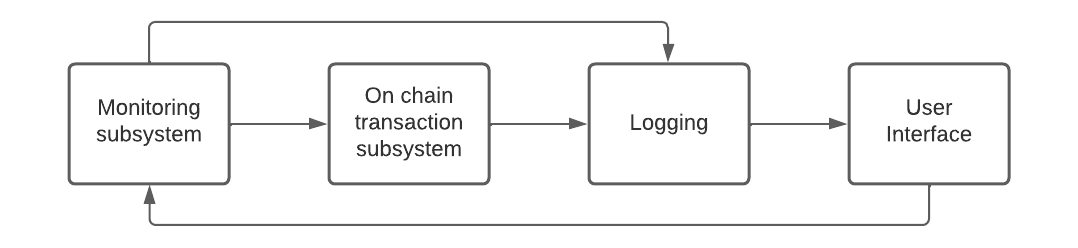 Monitoring
subsystem
On chain
transaction
subsystem
Logging
User
Interface